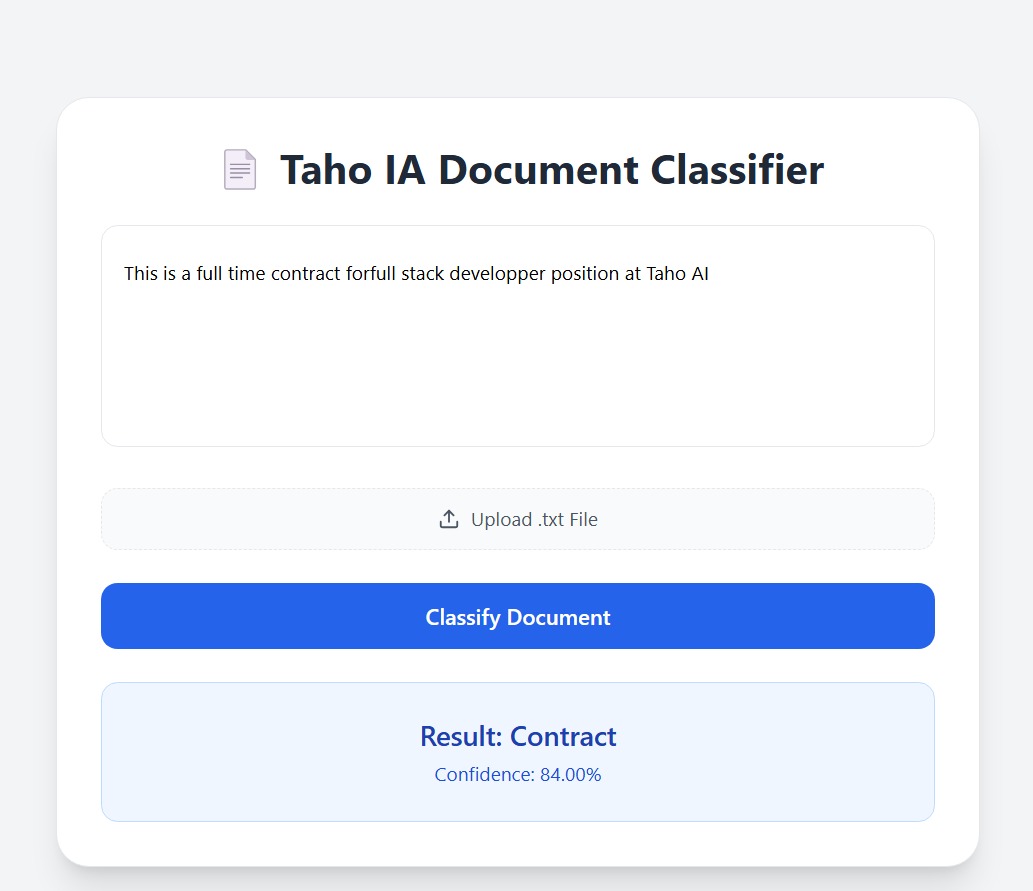 Taho IA Document Classifier
This is a full time contract forfull stack developper position at Taho AI
Upload .txt File
Classify Document
Result: Contract
Confidence: 84.00%